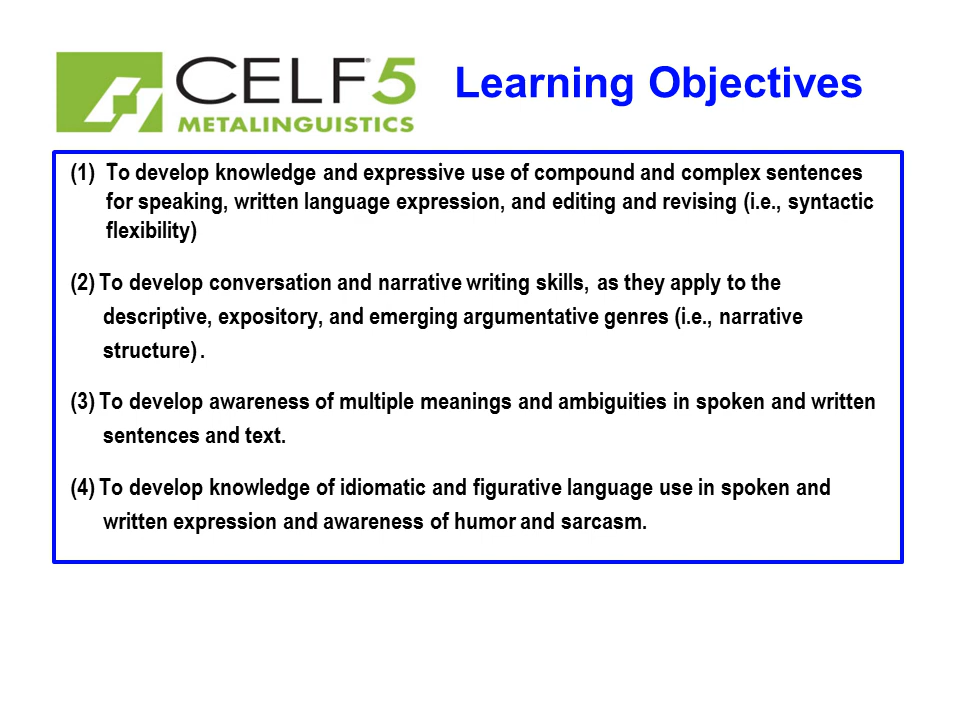 CELF 5
METALINGUISTICS
Learning Objectives
(1) To develop knowledge and expressive use of compound and complex sentences
for speaking, written language expression, and editing and revising (i.e., syntactic
flexibility)
(2) To develop conversation and narrative writing skills, as they apply to the
descriptive, expository, and emerging argumentative genres (i.e., narrative
structure) .
(3) To develop awareness of multiple meanings and ambiguities in spoken and written
sentences and text.
(4) To develop knowledge of idiomatic and figurative language use in spoken and
written expression and awareness of humor and sarcasm.